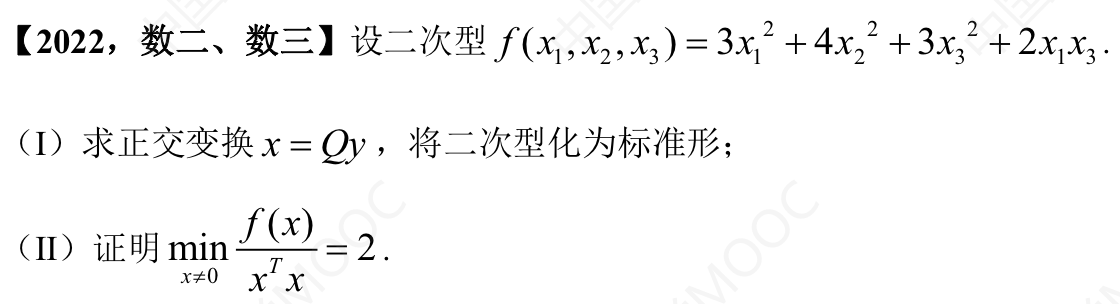 【2022，数二、数三】设二次型 $f(x_1,x_2,x_3)=3x_1^2+4x_2^2+3x_3^2+2x_1x_3$．
（I）求正交变换 $x=Qy$，将二次型化为标准形；
（II）证明 $\min\limits_{x\neq 0}\dfrac{f(x)}{x^Tx}=2$．